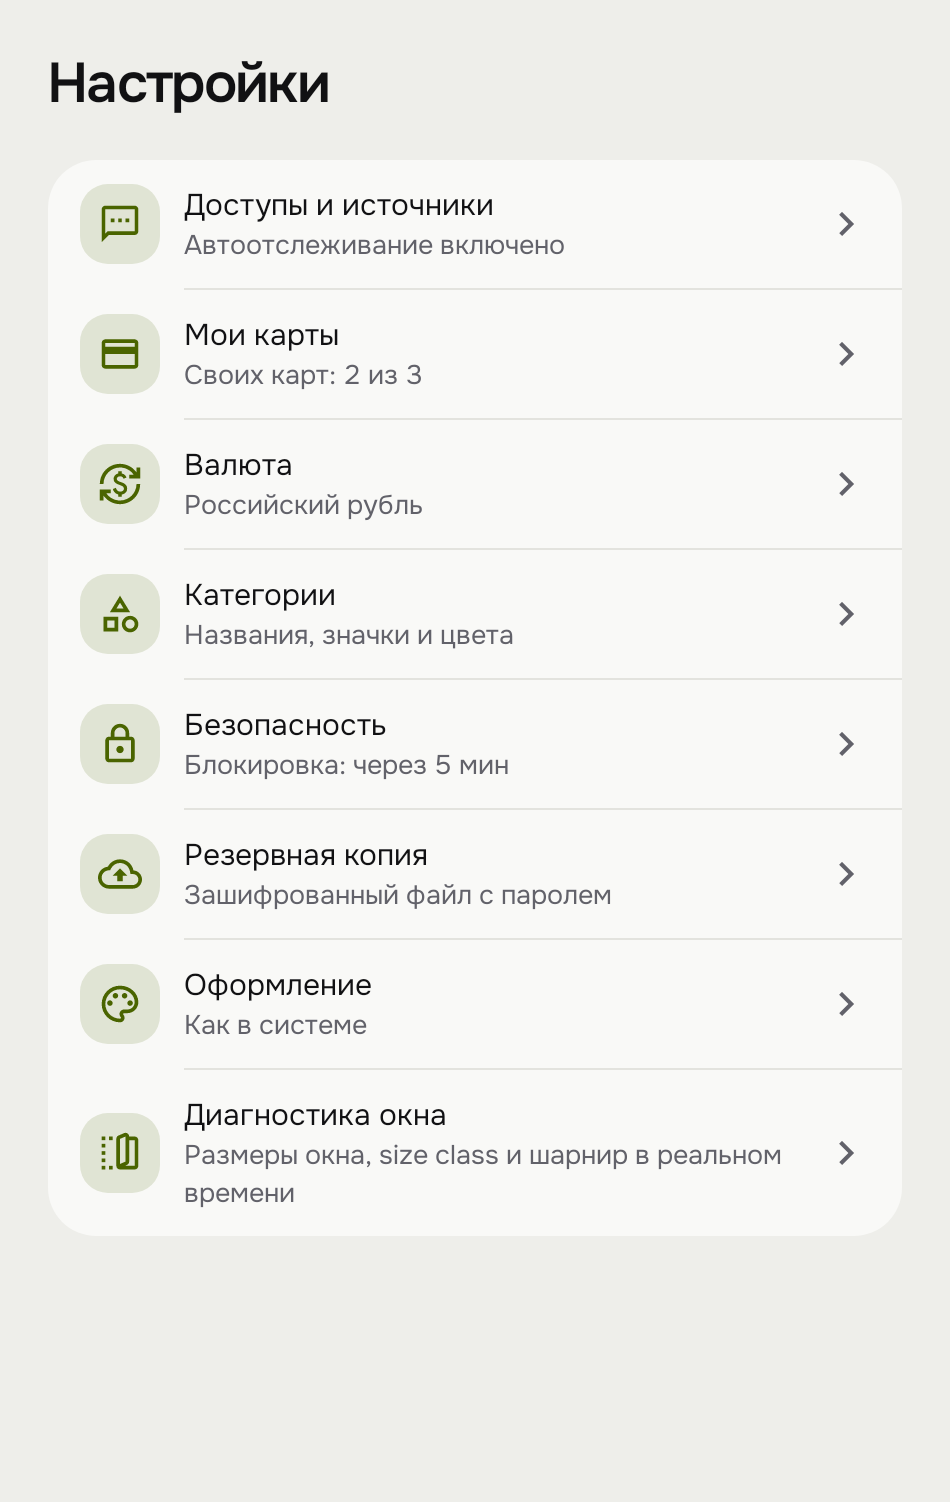 Настройки
Доступы и источники
Автоотслеживание включено
Мои карты
Своих карт: 2 из 3
Валюта
Российский рубль
Категории
Названия, значки и цвета
Безопасность
Блокировка: через 5 мин
Резервная копия
Зашифрованный файл с паролем
Оформление
Как в системе
Диагностика окна
Размеры окна, size class и шарнир в реальном
времени